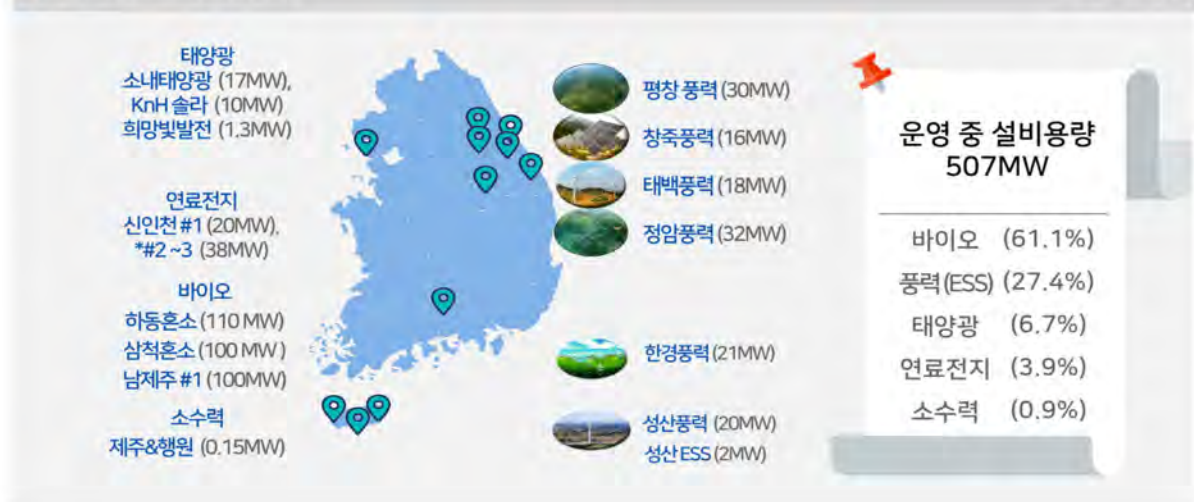 태양광
소내태양광 (17MW),
KnH 솔라 (10MW)
희망빛발전 (1.3MW)
연료전지
신인천 #1 (20MW),
*#2 ~3 (38MW)
바이오
하동혼소 (110 MW)
삼척혼소 (100 MW )
남제주 #1 (100MW)
소수력
제주&행원 (0.15MW)
평창 풍력 (30MW)
창죽풍력 (16MW)
태백풍력 (18MW)
정암풍력 (32MW)
한경풍력 (21MW)
성산풍력 (20MW)
성산 ESS (2MW)
운영 중 설비용량
507MW
바이오 (61.1%)
풍력(ESS) (27.4%)
태양광 (6.7%)
연료전지 (3.9%)
소수력 (0.9%)